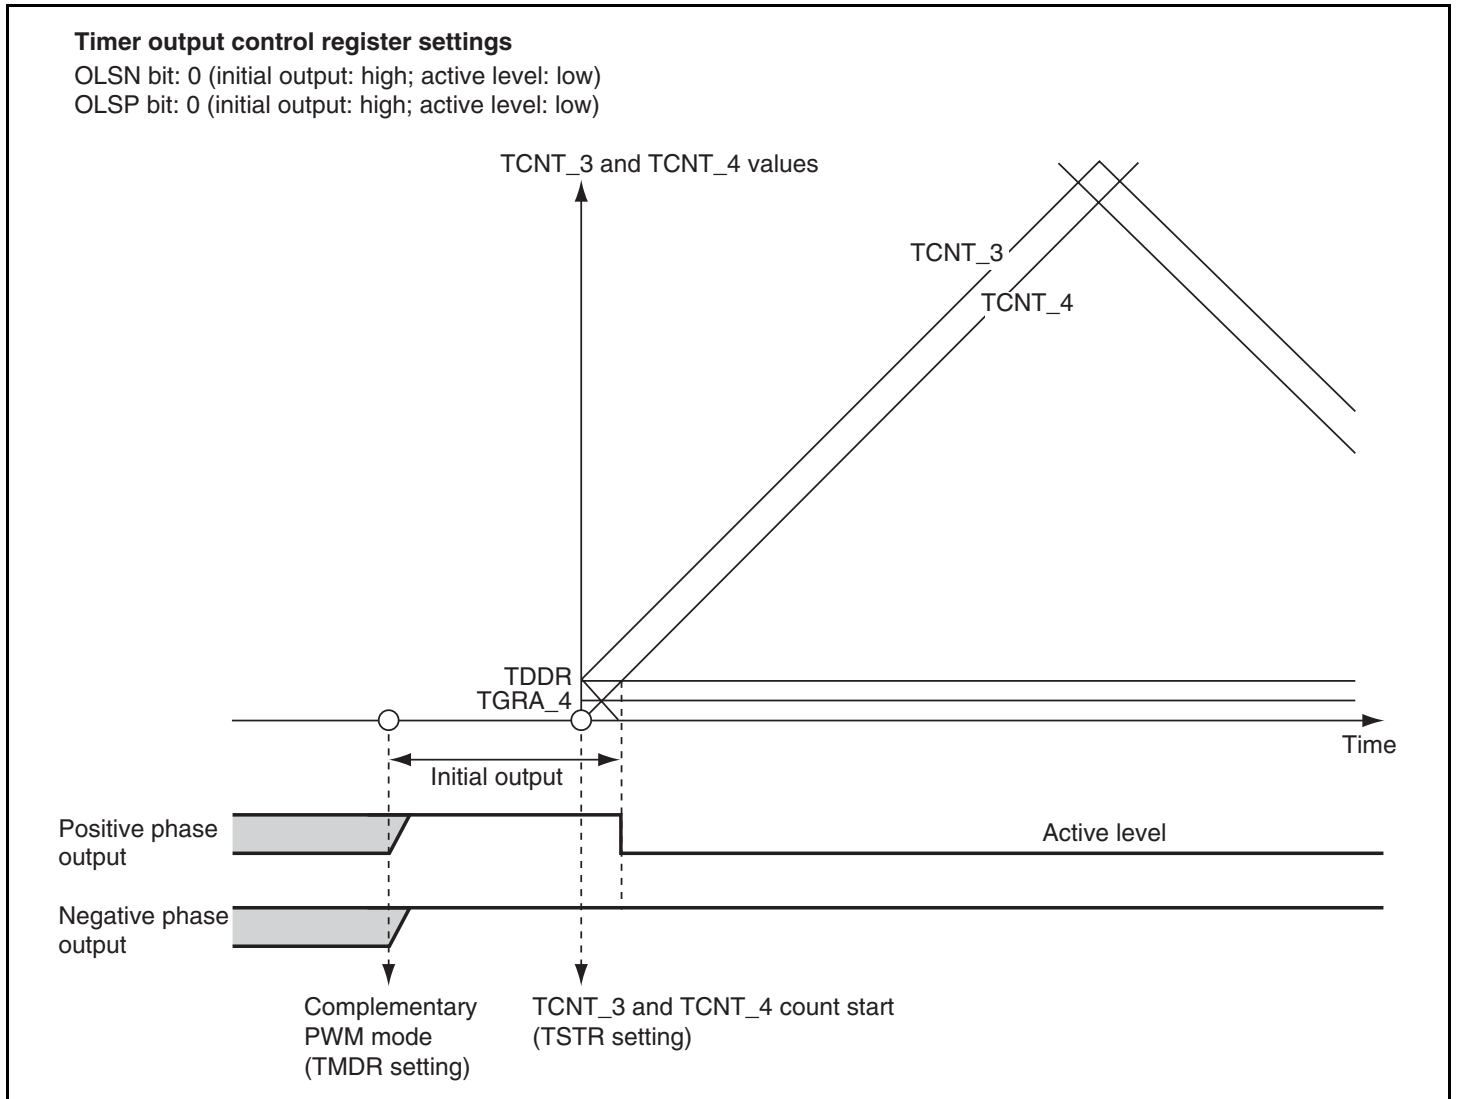 Timer output control register settings
OLSN bit: 0 (initial output: high; active level: low)
OLSP bit: 0 (initial output: high; active level: low)
TCNT_3 and TCNT_4 values
TCNT_3
TCNT_4
TDDR
TGRA_4
Time
Initial output
Positive phase
output
Active level
Negative phase
output
Complementary
PWM mode
(TMDR setting)
TCNT_3 and TCNT_4 count start
(TSTR setting)